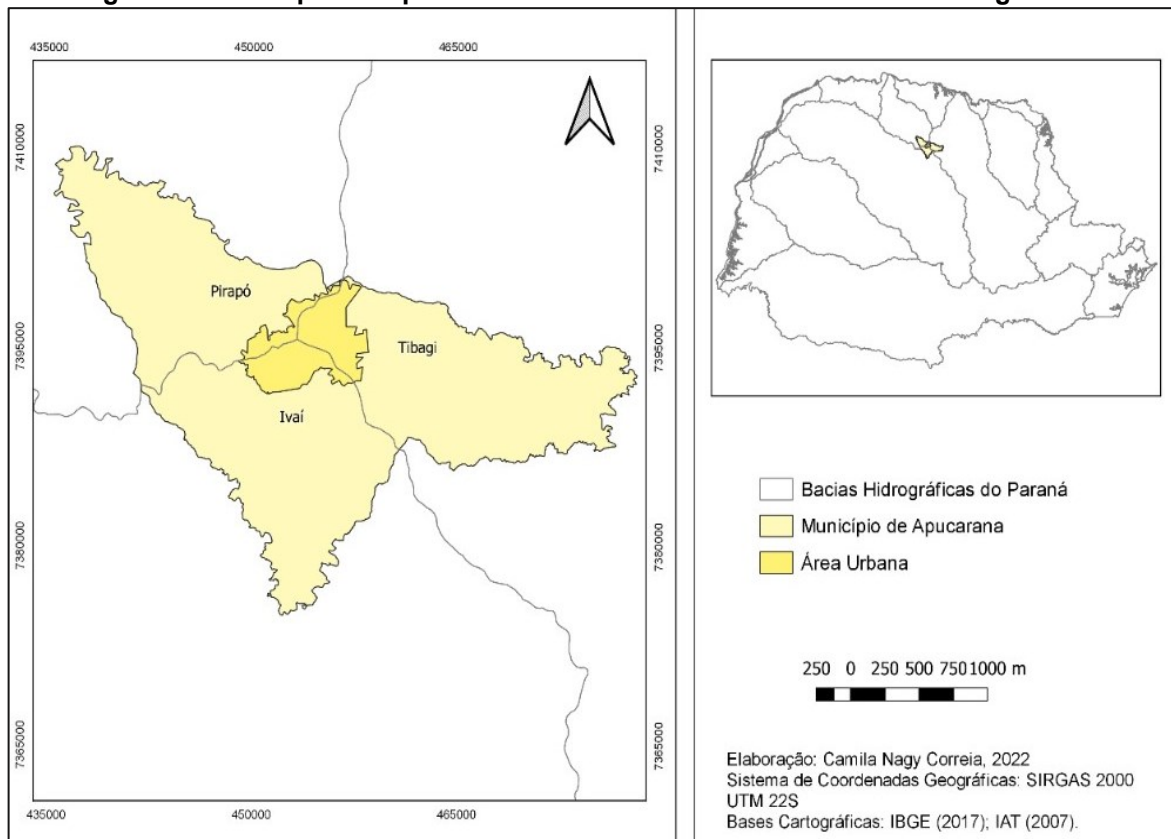 435000 450000 465000
7410000 7410000
Pirapó
7395000 Tibagi 7395000
Ivaí
7380000 7380000
7365000 7365000
435000 450000 465000
Bacias Hidrográficas do Paraná
Município de Apucarana
Área Urbana
250 0 250 500 750 1000 m
Elaboração: Camila Nagy Correia, 2022
Sistema de Coordenadas Geográficas: SIRGAS 2000
UTM 22S
Bases Cartográficas: IBGE (2017); IAT (2007).